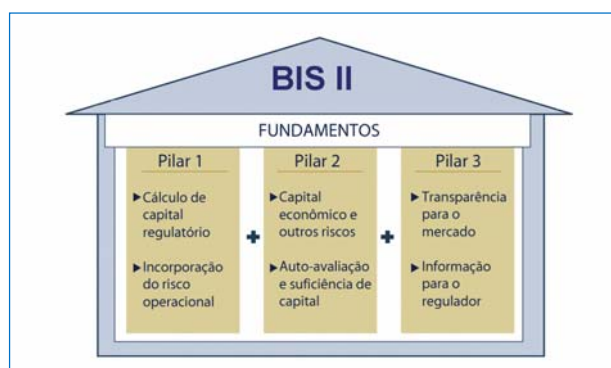 BIS II
FUNDAMENTOS
Pilar 1
►Cálculo de
capital
regulatório
►Incorporação
do risco
operacional
+
Pilar 2
►Capital
econômico e
outros riscos
►Auto-avaliação
e suficiência de
capital
+
Pilar 3
►Transparência
para o
mercado
►Informação
para o
regulador